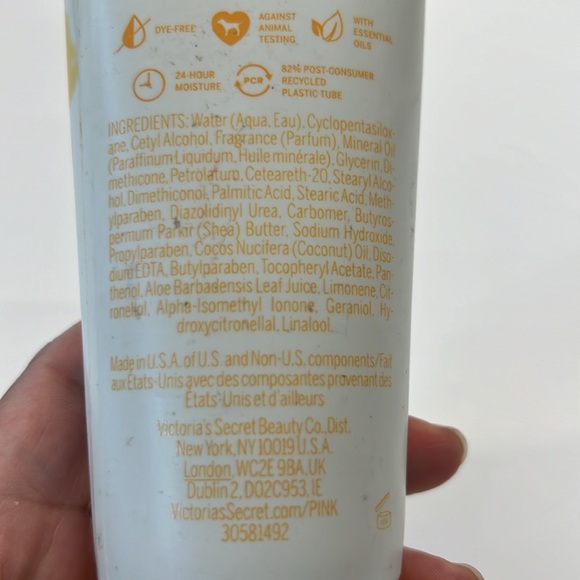 DYE-FREE
AGAINST
ANIMAL
TESTING
WITH
ESSENTIAL
OILS
24-HOUR
MOISTURE
PCR
82% POST-CONSUMER
RECYCLED
PLASTIC TUBE
INGREDIENTS: Water (Aqua, Eau), Cyclopentasilox-
ane, Cetyl Alcohol, Fragrance (Parfum), Mineral Oil
(Paraffinum Liquidum, Huile minérale), Glycerin, Di-
methicone, Petrolatum, Ceteareth-20, Stearyl Alco-
hol, Dimethiconol, Palmitic Acid, Stearic Acid, Meth-
ylparaben, Diazolidinyl Urea, Carbomer, Butyros-
permum Parkii (Shea) Butter, Sodium Hydroxide,
Propylparaben, Cocos Nucifera (Coconut) Oil, Diso-
dium EDTA, Butylparaben, Tocopheryl Acetate, Pan-
thenol, Aloe Barbadensis Leaf Juice, Limonene, Cit-
ronellol, Alpha-Isomethyl Ionone, Geraniol, Hy-
droxycitronellal, Linalool.
Made in U.S.A. of U.S. and Non-U.S. components/Fait
aux États-Unis avec des composantes provenant des
États-Unis et d'ailleurs
Victoria's Secret Beauty Co., Dist.
New York, NY 10019 U.S.A.
London, WC2E 9BA, UK
Dublin 2, D02C953, IE
VictoriasSecret.com/PINK
30581492